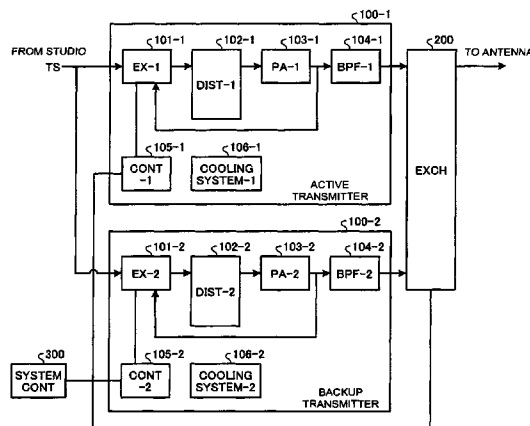 100-1
200
FROM STUDIO
TS
101-1
102-1
103-1
104-1
TO ANTENNA
EX-1
DIST-1
PA-1
BPF-1
105-1
106-1
CONT
-1
COOLING
SYSTEM-1
ACTIVE
TRANSMITTER
EXCH
100-2
101-2
102-2
103-2
104-2
EX-2
DIST-2
PA-2
BPF-2
300
105-2
106-2
SYSTEM
CONT
CONT
-2
COOLING
SYSTEM-2
BACKUP
TRANSMITTER